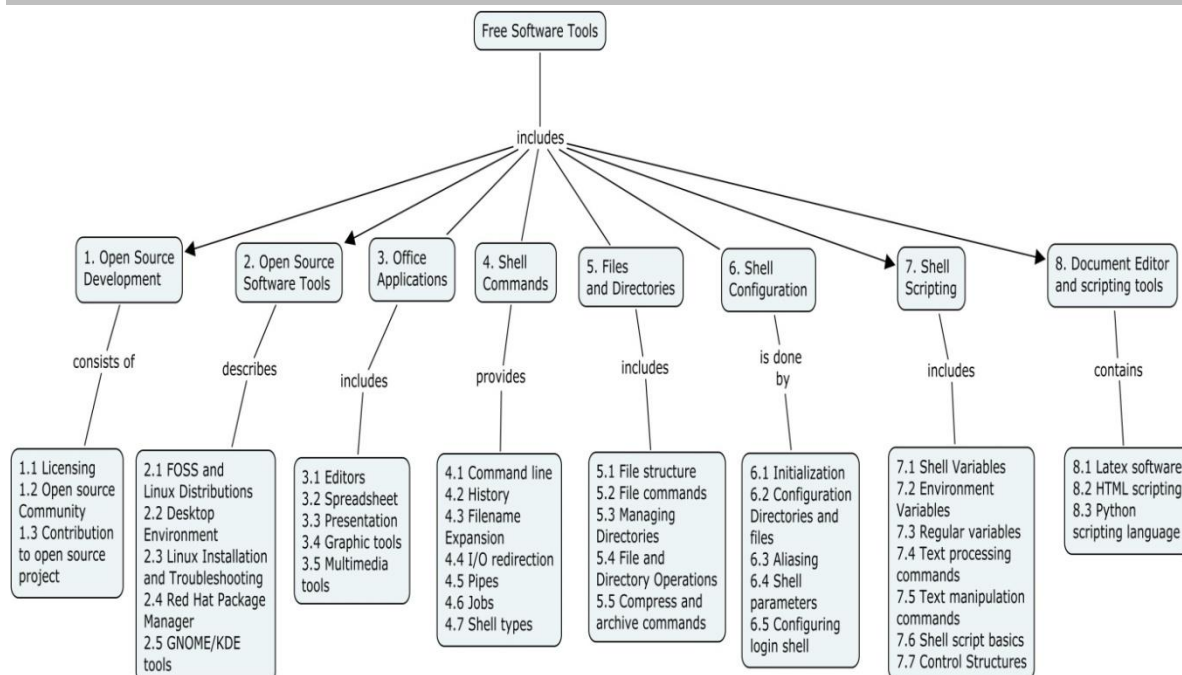 Free Software Tools
includes
1. Open Source
Development
2. Open Source
Software Tools
3. Office
Applications
4. Shell
Commands
5. Files
and Directories
6. Shell
Configuration
7. Shell
Scripting
8. Document Editor
and scripting tools
consists of
describes
includes
provides
includes
is done
by
includes
contains
1.1 Licensing
1.2 Open source
Community
1.3 Contribution
to open source
project
2.1 FOSS and
Linux Distributions
2.2 Desktop
Environment
2.3 Linux Installation
and Troubleshooting
2.4 Red Hat Package
Manager
2.5 GNOME/KDE
tools
3.1 Editors
3.2 Spreadsheet
3.3 Presentation
3.4 Graphic tools
3.5 Multimedia
tools
4.1 Command line
4.2 History
4.3 Filename
Expansion
4.4 I/O redirection
4.5 Pipes
4.6 Jobs
4.7 Shell types
5.1 File structure
5.2 File commands
5.3 Managing
Directories
5.4 File and
Directory Operations
5.5 Compress and
archive commands
6.1 Initialization
6.2 Configuration
Directories and
files
6.3 Aliasing
6.4 Shell
parameters
6.5 Configuring
login shell
7.1 Shell Variables
7.2 Environment
Variables
7.3 Regular variables
7.4 Text processing
commands
7.5 Text manipulation
commands
7.6 Shell script basics
7.7 Control Structures
8.1 Latex software
8.2 HTML scripting
8.3 Python
scripting language